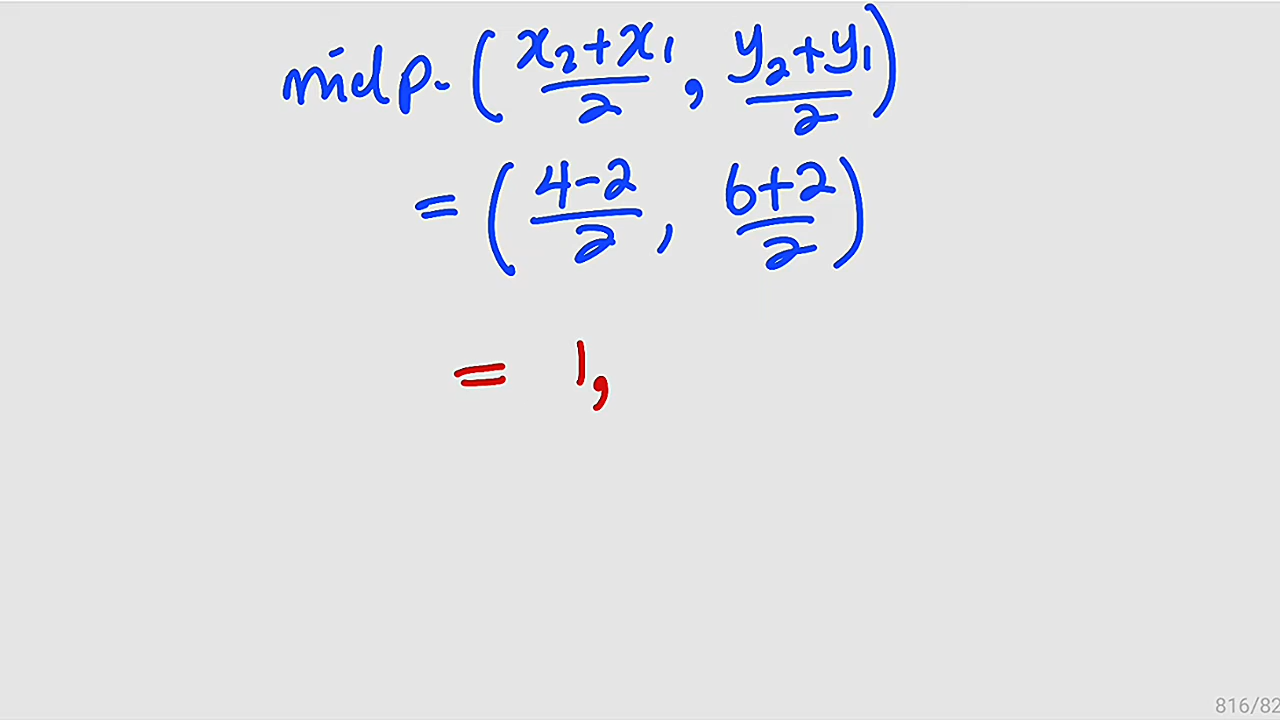 midp. (x₂+x₁/2, y₂+y₁/2)
= (4-2/2, 6+2/2)
= 1,
816/82